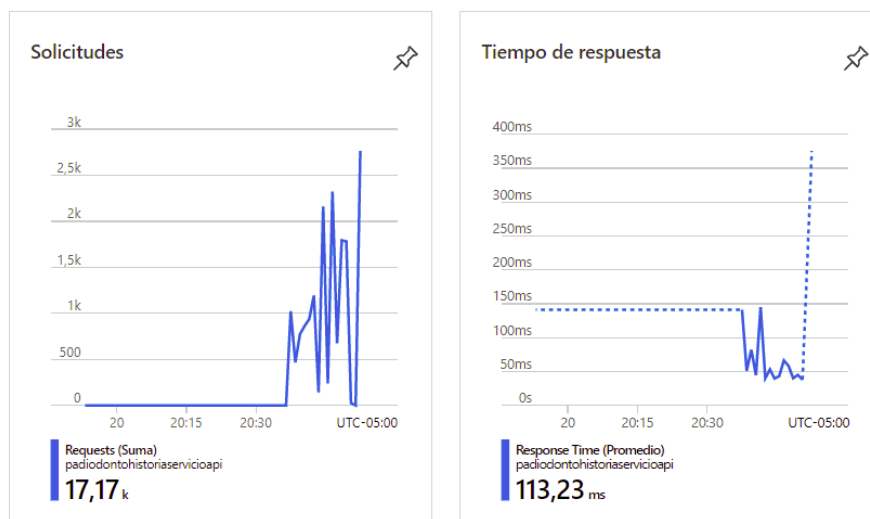 Solicitudes
3k
2,5k
2k
1,5k
1k
500
0
20
20:15
20:30
UTC-05:00
Requests (Suma)
padiodontohistoriaservicioapi
17,17 k
Tiempo de respuesta
400ms
350ms
300ms
250ms
200ms
150ms
100ms
50ms
0s
20
20:15
20:30
UTC-05:00
Response Time (Promedio)
padiodontohistoriaservicioapi
113,23 ms